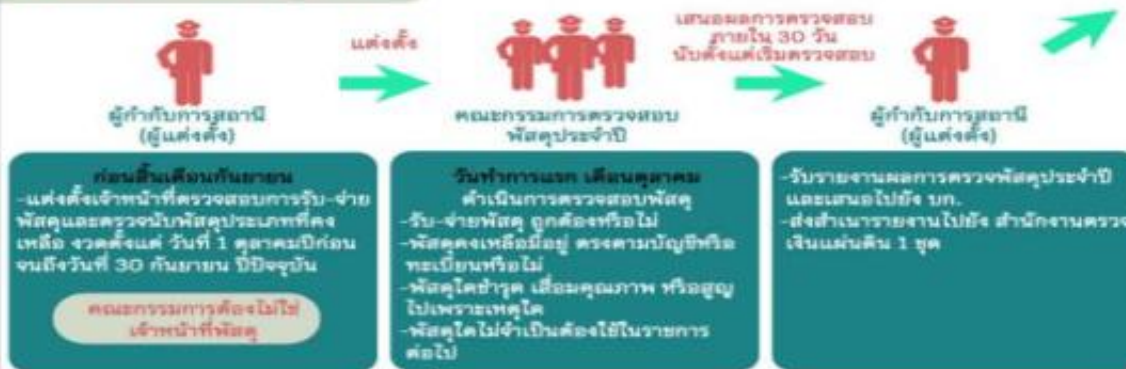 แต่งตั้ง
เสนอผลการตรวจสอบ
ภายใน 30 วัน
นับตั้งแต่เริ่มตรวจสอบ
ผู้กำกับการสถานี
(ผู้แต่งตั้ง)
คณะกรรมการตรวจสอบ
พัสดุประจำปี
ผู้กำกับการสถานี
(ผู้แต่งตั้ง)
ก่อนสิ้นเดือนกันยายน
-แต่งตั้งเจ้าหน้าที่ตรวจสอบการรับ-จ่าย
พัสดุและตรวจนับพัสดุประเภทที่คง
เหลือ งวดตั้งแต่ วันที่ 1 ตุลาคมปีก่อน
จนถึงวันที่ 30 กันยายน ปีปัจจุบัน
คณะกรรมการต้องไม่ใช่
เจ้าหน้าที่พัสดุ
วันทำการแรก เดือนตุลาคม
ดำเนินการตรวจสอบพัสดุ
-รับ-จ่ายพัสดุ ถูกต้องหรือไม่
-พัสดุคงเหลือมีอยู่ ตรงตามบัญชีหรือ
ทะเบียนหรือไม่
-พัสดุใดชำรุด เสื่อมคุณภาพ หรือสูญ
ไปเพราะเหตุใด
-พัสดุใดไม่จำเป็นต้องใช้ในราชการ
ต่อไป
-รับรายงานผลการตรวจพัสดุประจำปี
และเสนอไปยัง บก.
-ส่งสำเนารายงานไปยัง สำนักงานตรวจ
เงินแผ่นดิน 1 ชุด